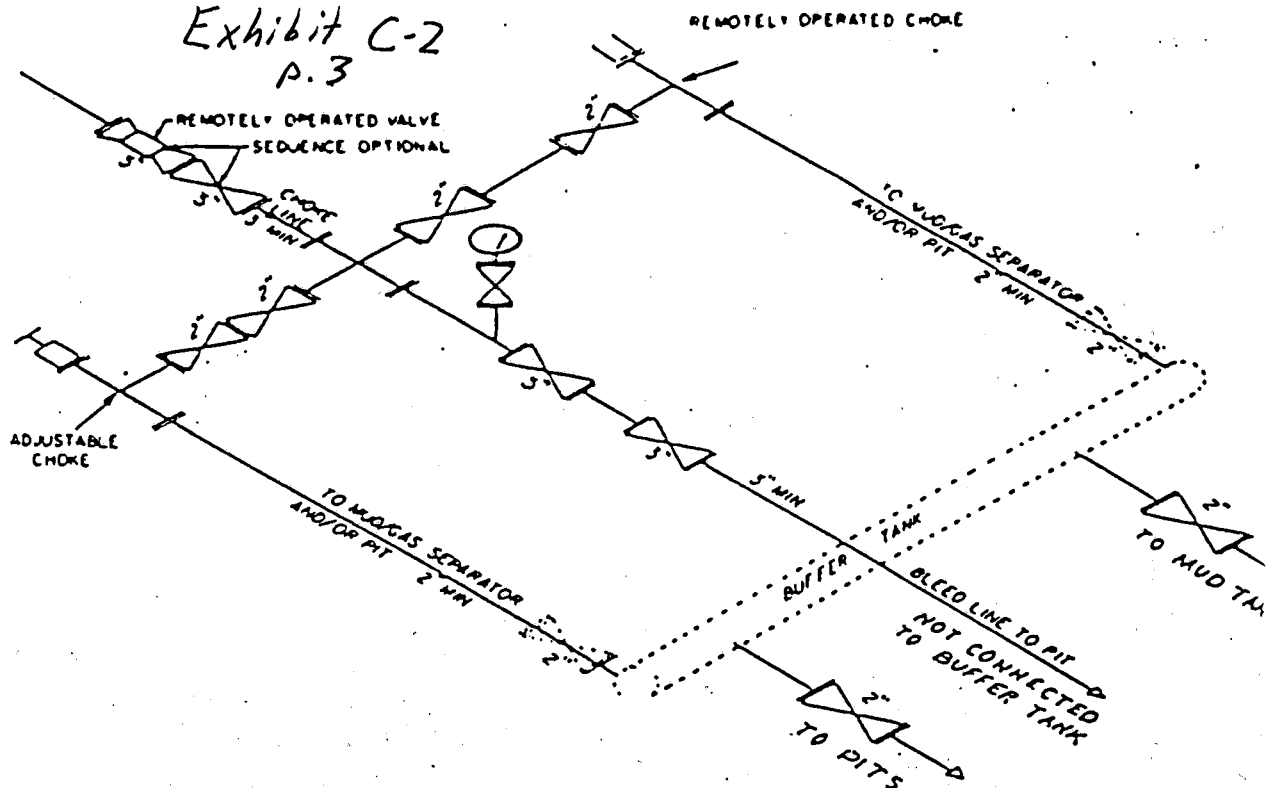 Exhibit C-2
p.3
REMOTELY OPERATED CHOKE
REMOTELY OPERATED VALVE
SEQUENCE OPTIONAL
3"
3"
CHOKE
LINE
3 MIN
2"
2"
2"
2"
3"
3"
3" MIN
ADJUSTABLE
CHOKE
TO MUD/GAS SEPARATOR
AND/OR PIT
2" MIN
2"
TO MUD/GAS SEPARATOR
AND/OR PIT
2" MIN
2"
BUFFER TANK
2"
TO MUD
BLEED LINE TO PIT
NOT CONNECTED
TO BUFFER TANK
2"
TO PITS